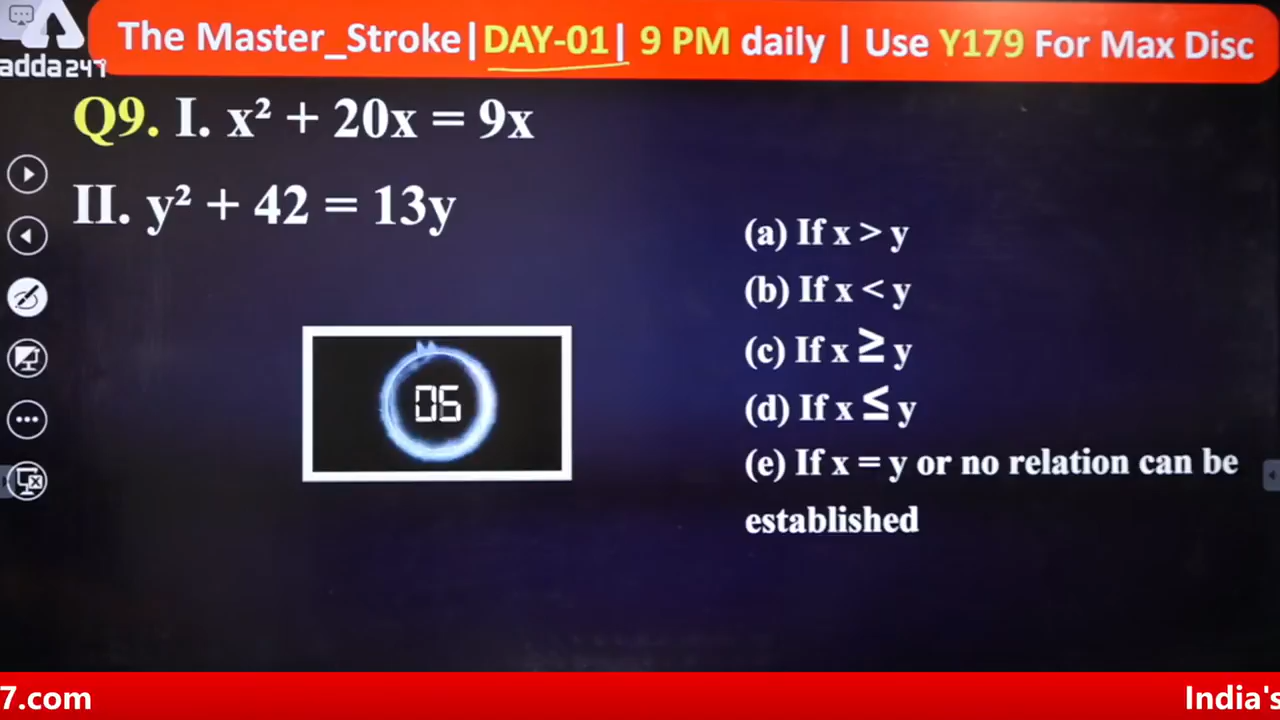 The Master_Stroke|DAY-01| 9 PM daily | Use Y179 For Max Disc
adda247
Q9. I. x² + 20x = 9x
II. y² + 42 = 13y
(a) If x > y
(b) If x < y
(c) If x ≥ y
(d) If x ≤ y
(e) If x = y or no relation can be
established
05
7.com
India's